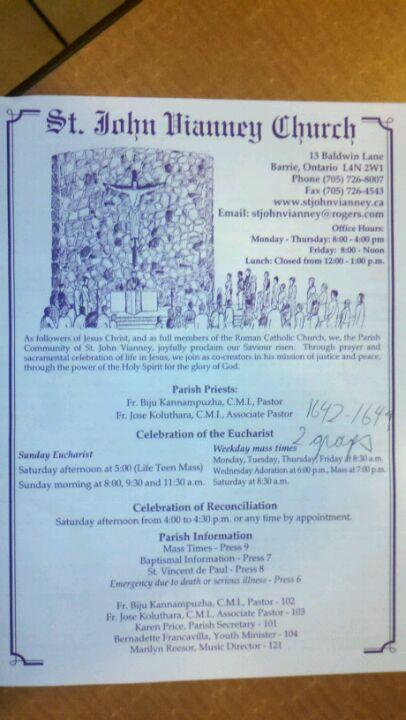 St. John Vianney Church
13 Baldwin Lane
Barrie, Ontario L4N 2W1
Phone (705) 726-8007
Fax (705) 726-4543
www.stjohnvianney.ca
Email: stjohnvianney@rogers.com
Office Hours:
Monday - Thursday: 8:00 - 4:00 pm
Friday: 8:00 - Noon
Lunch: Closed from 12:00 - 1:00 p.m.
As followers of Jesus Christ, and as full members of the Roman Catholic Church, we, the Parish
Community of St. John Vianney, joyfully proclaim our Saviour risen. Through prayer and
sacramental celebration of life in Jesus, we join as co-creators in his mission of justice and peace,
through the power of the Holy Spirit for the glory of God.
Parish Priests:
Fr. Biju Kannampuzha, C.M.I., Pastor
Fr. Jose Koluthara, C.M.I., Associate Pastor
1642-1644
2 grays
Celebration of the Eucharist
Sunday Eucharist
Saturday afternoon at 5:00 (Life Teen Mass)
Sunday morning at 8:00, 9:30 and 11:30 a.m.
Weekday mass times
Monday, Tuesday, Thursday, Friday at 8:30 a.m.
Wednesday Adoration at 6:00 p.m., Mass at 7:00 p.m.
Saturday at 8:30 a.m.
Celebration of Reconciliation
Saturday afternoon from 4:00 to 4:30 p.m. or any time by appointment.
Parish Information
Mass Times - Press 9
Baptismal Information - Press 7
St. Vincent de Paul - Press 8
Emergency due to death or serious illness - Press 6
Fr. Biju Kannampuzha, C.M.I., Pastor - 102
Fr. Jose Koluthara, C.M.I., Associate Pastor - 103
Karen Price, Parish Secretary - 101
Bernadette Francavilla, Youth Minister - 104
Marilyn Reesor, Music Director - 121